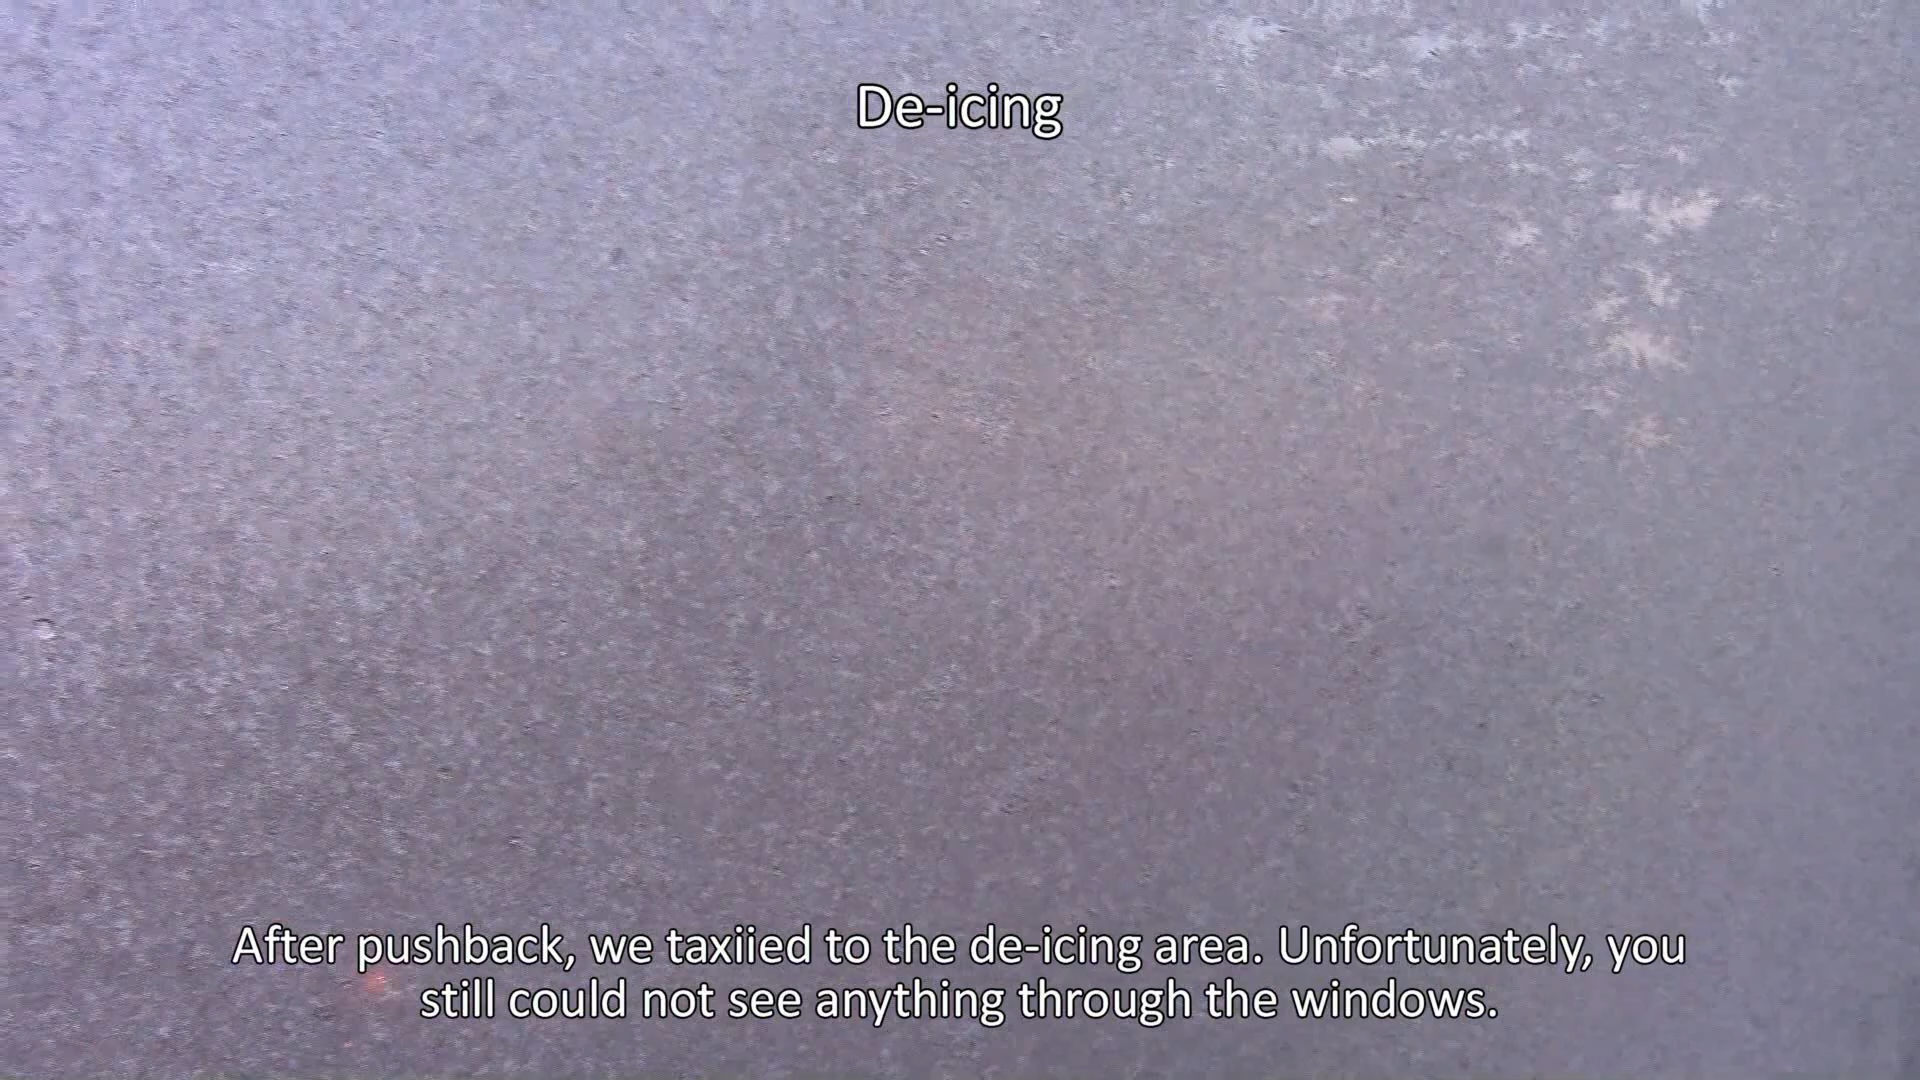 De-icing
After pushback, we taxiied to the de-icing area. Unfortunately, you
still could not see anything through the windows.